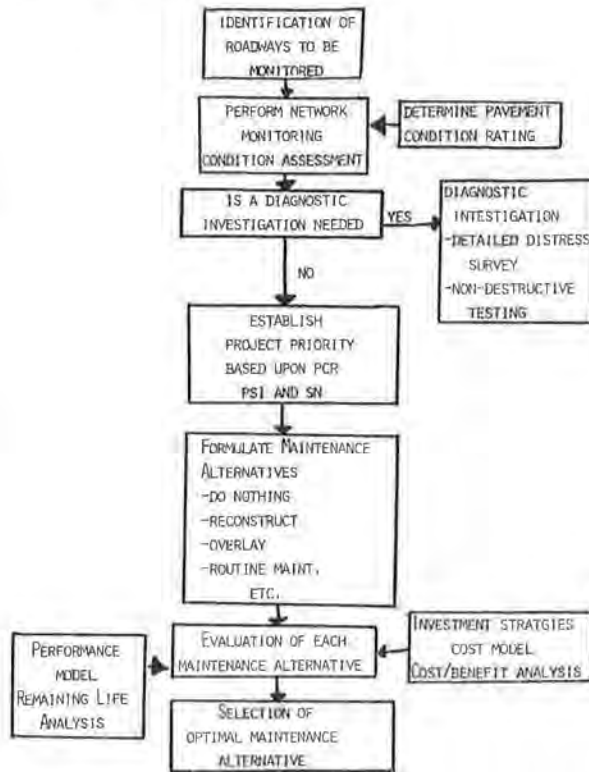 IDENTIFICATION OF
ROADWAYS TO BE
MONITORED
PERFORM NETWORK
MONITORING
CONDITION ASSESSMENT
DETERMINE PAVEMENT
CONDITION RATING
IS A DIAGNOSTIC
INVESTIGATION NEEDED
YES
DIAGNOSTIC
INTESTIGATION
-DETAILED DISTRESS
SURVEY
-NON-DESTRUCTIVE
TESTING
NO
ESTABLISH
PROJECT PRIORITY
BASED UPON PCR
PSI AND SN
FORMULATE MAINTENANCE
ALTERNATIVES
-DO NOTHING
-RECONSTRUCT
-OVERLAY
-ROUTINE MAINT.
ETC.
PERFORMANCE
MODEL
REMAINING LIFE
ANALYSIS
EVALUATION OF EACH
MAINTENANCE ALTERNATIVE
INVESTMENT STRATGIES
COST MODEL
COST/BENEFIT ANALYSIS
SELECTION OF
OPTIMAL MAINTENANCE
ALTERNATIVE